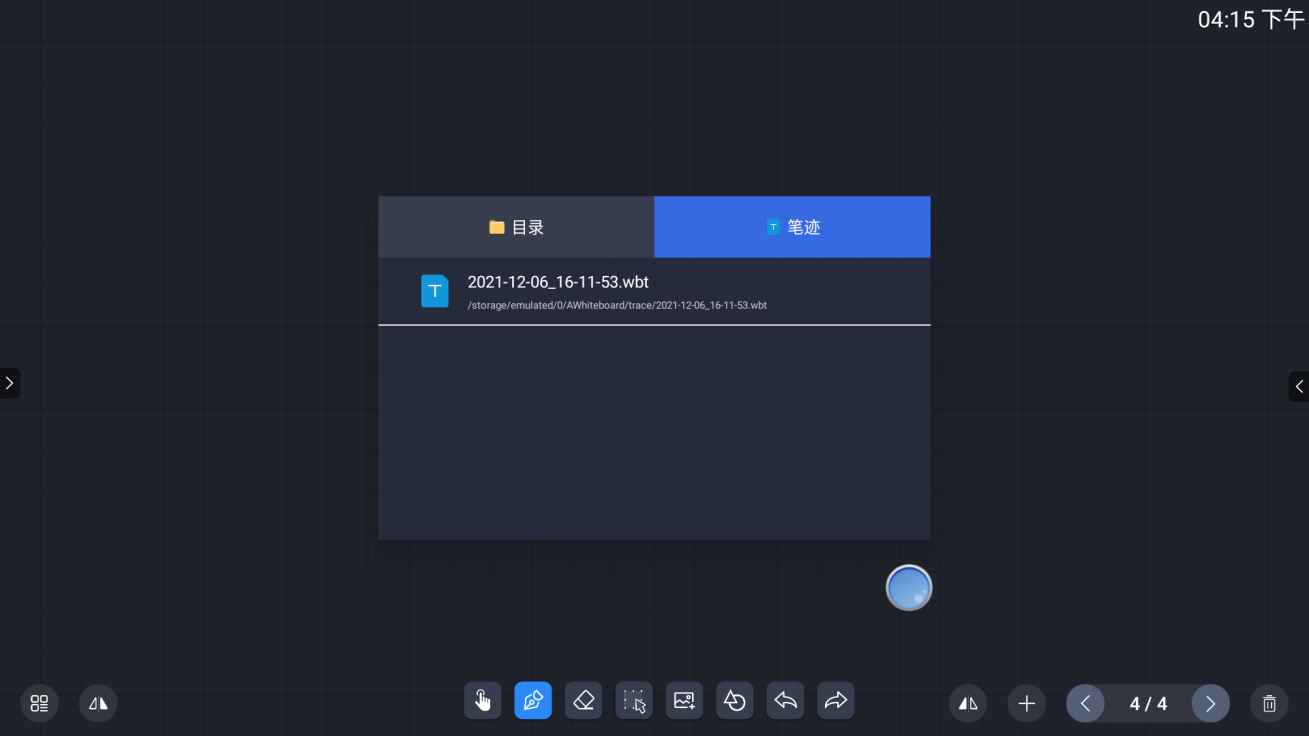 04:15 下午
目录
T 笔迹
T
2021-12-06_16-11-53.wbt
/storage/emulated/0/AWhiteboard/trace/2021-12-06_16-11-53.wbt
4 / 4